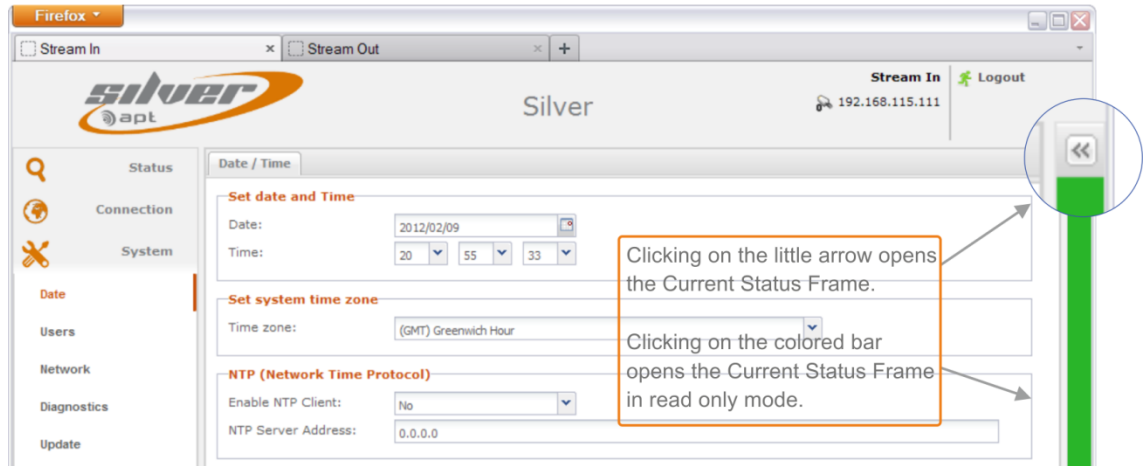 Firefox
Stream In × Stream Out × +
silver
apt
Silver
Stream In
192.168.115.111
Logout
Status
Connection
System
Date
Users
Network
Diagnostics
Update
Date / Time
Set date and Time
Date: 2012/02/09
Time: 20 55 33
Set system time zone
Time zone: (GMT) Greenwich Hour
NTP (Network Time Protocol)
Enable NTP Client: No
NTP Server Address: 0.0.0.0
Clicking on the little arrow opens
the Current Status Frame.
Clicking on the colored bar
opens the Current Status Frame
in read only mode.